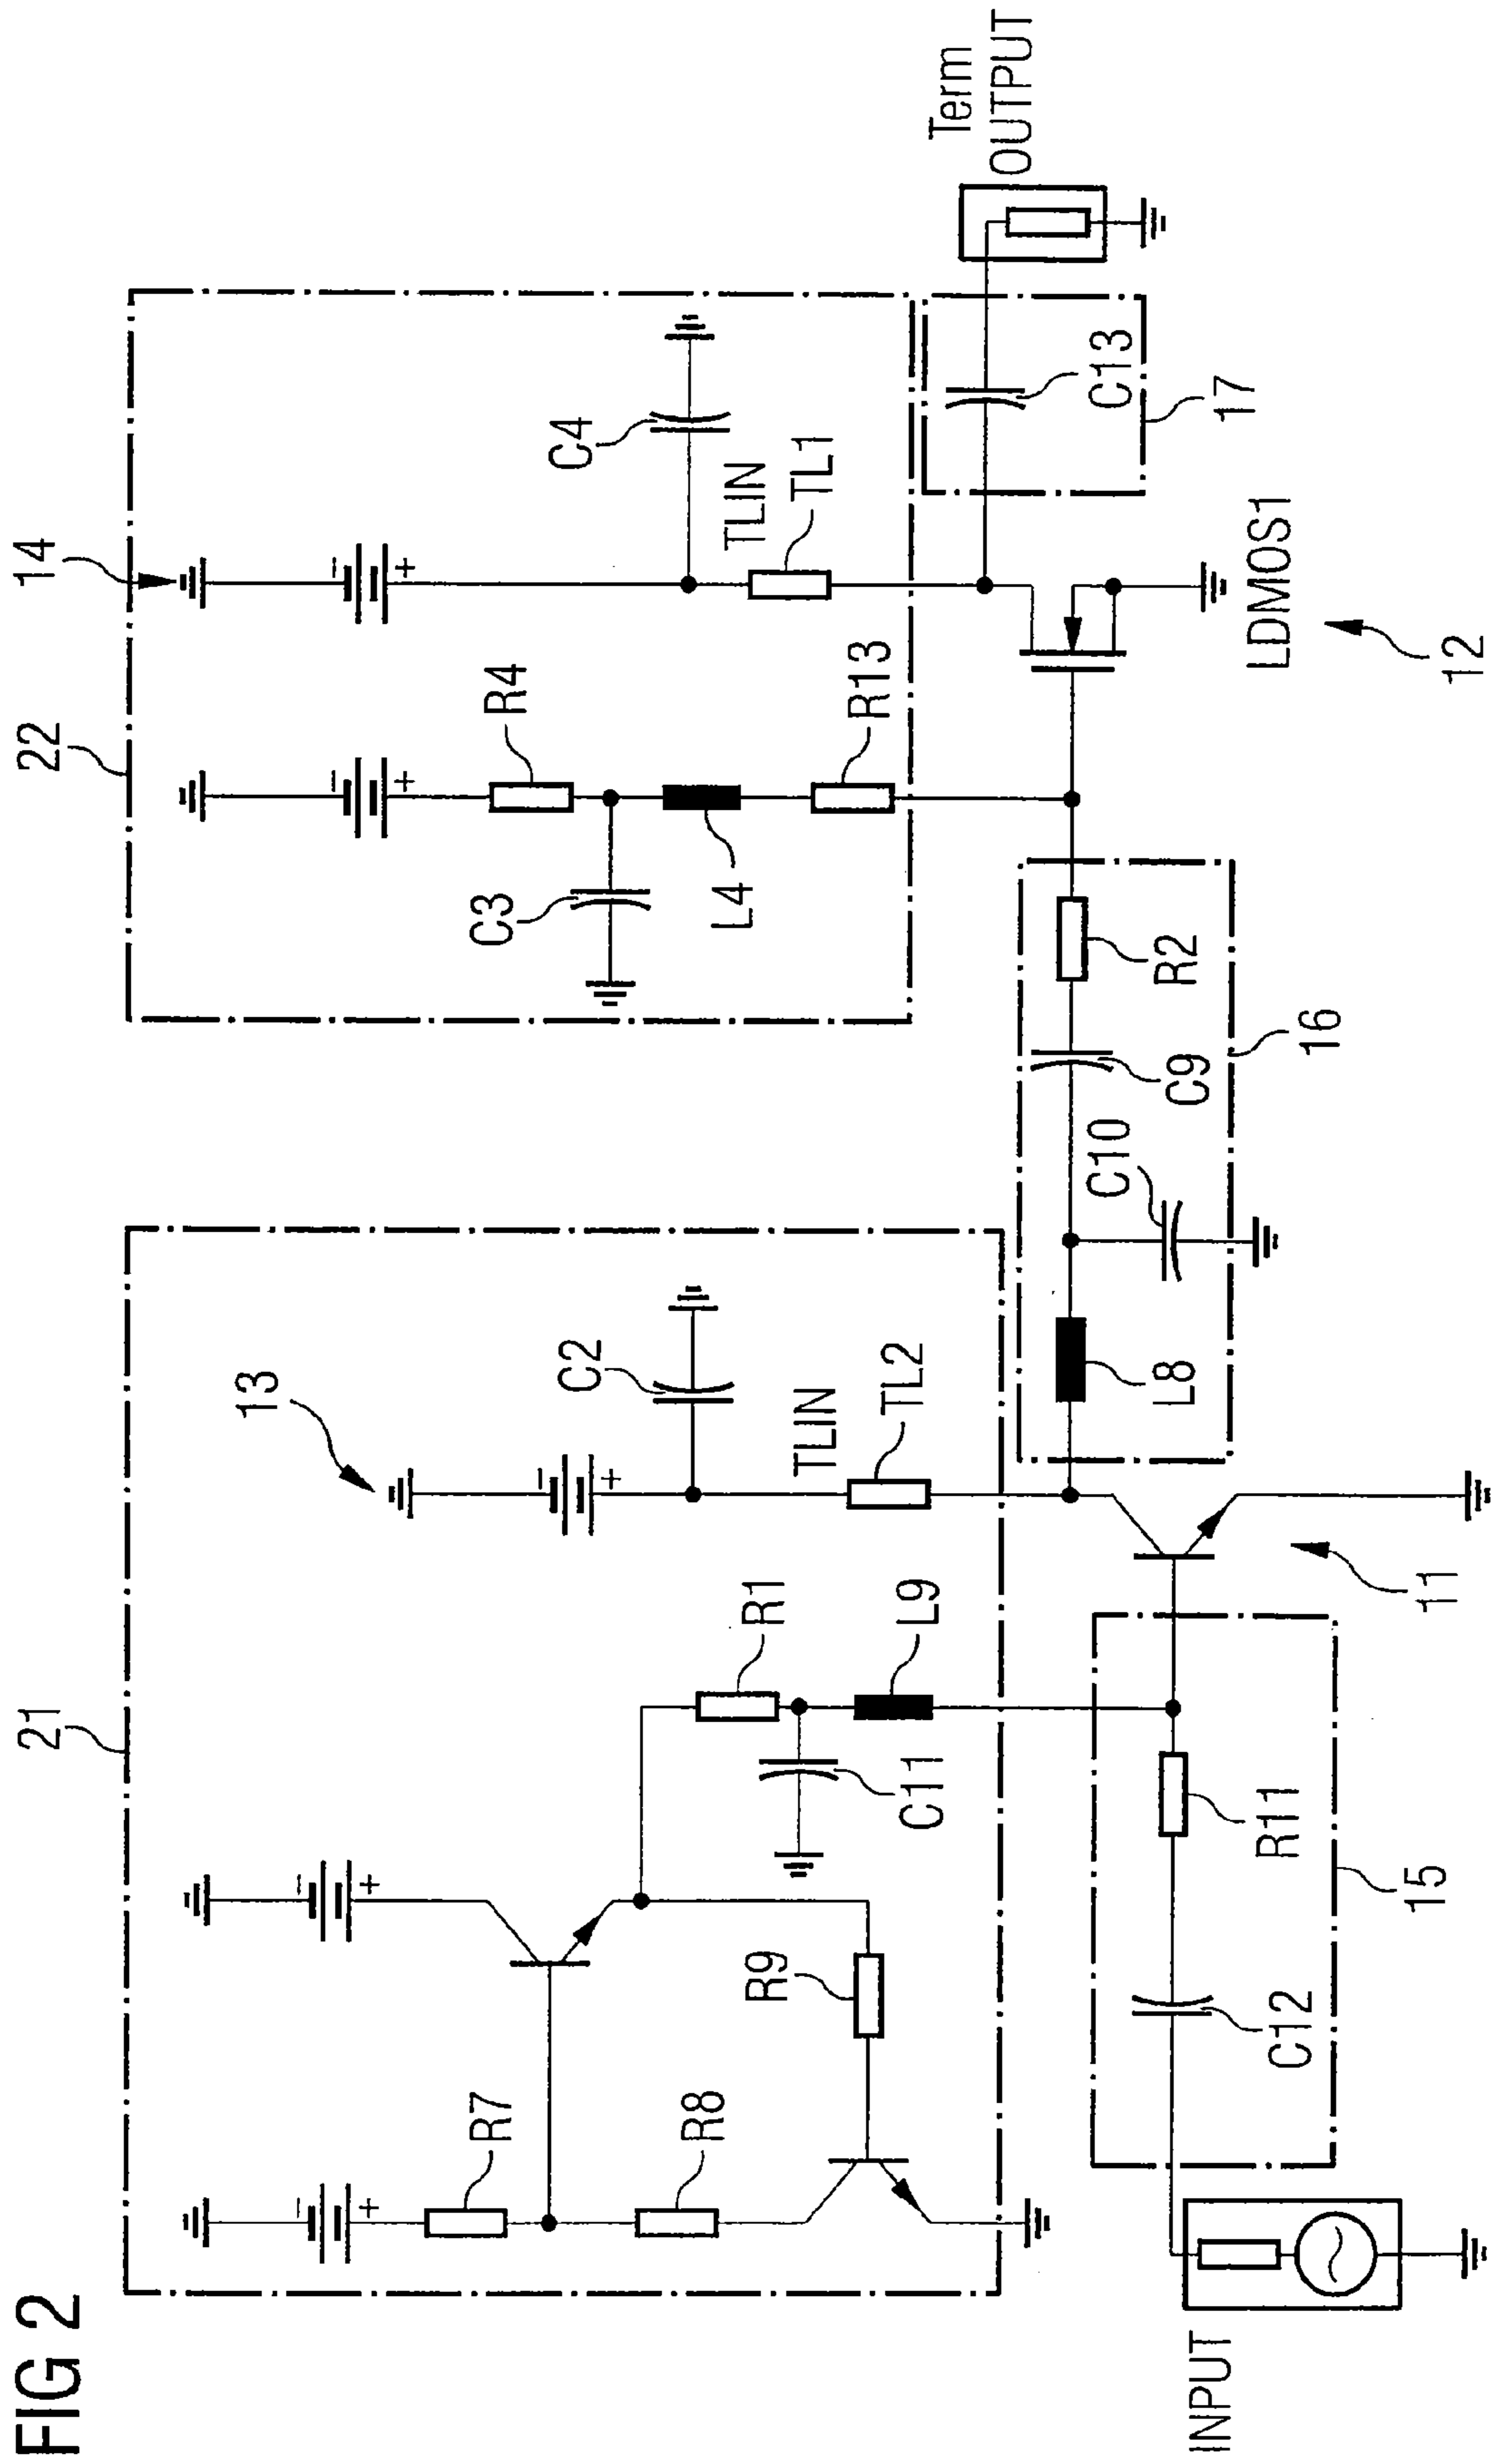 FIG 2
21
13
22
14
R7
R8
R9
R1
C11
L9
C2
TLIN
TL2
C3
R4
L4
R13
C4
TLIN
TL1
INPUT
C12
R11
15
11
L8
C10
C9
R2
16
LDMOS1
12
C13
17
Term
OUTPUT